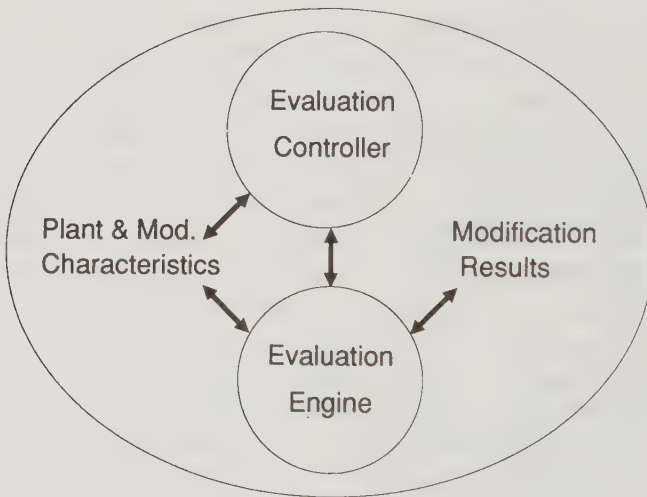 Evaluation
Controller
Plant & Mod.
Characteristics
Modification
Results
Evaluation
Engine